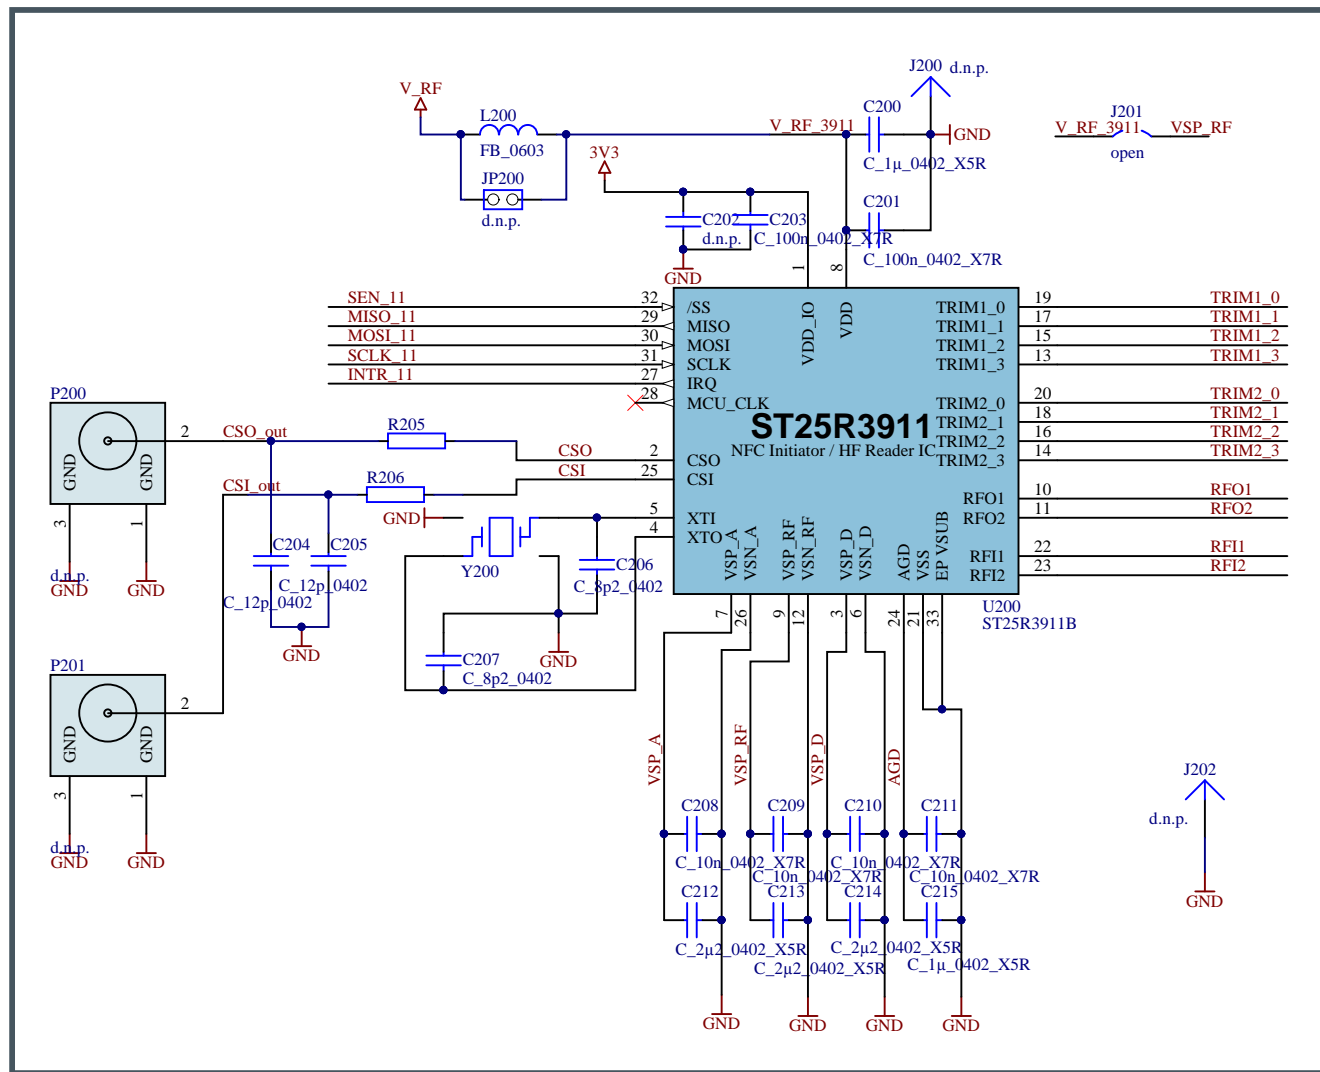 J200 d.n.p.
V_RF
L200
FB_0603
JP200
d.n.p.
V_RF_3911
C200
GND
C_1µ_0402_X5R
J201
V_RF_3911
VSP_RF
open
3V3
C202
d.n.p.
C203
C_100n_0402_X7R
GND
C201
C_100n_0402_X7R
1
8
SEN_11
32
/SS
MISO_11
29
MISO
MOSI_11
30
MOSI
SCLK_11
31
SCLK
INTR_11
27
IRQ
28
MCU_CLK
VDD_IO
VDD
ST25R3911
NFC Initiator / HF Reader IC
TRIM1_0
19
TRIM1_0
TRIM1_1
17
TRIM1_1
TRIM1_2
15
TRIM1_2
TRIM1_3
13
TRIM1_3
TRIM2_0
20
TRIM2_0
TRIM2_1
18
TRIM2_1
TRIM2_2
16
TRIM2_2
TRIM2_3
14
TRIM2_3
RFO1
10
RFO1
RFO2
11
RFO2
RFI1
22
RFI1
RFI2
23
RFI2
P200
GND
GND
2
3
1
d.n.p.
GND
GND
CSO_out
R205
CSO
2
CSO
CSI_out
R206
CSI
25
CSI
GND
5
XTI
4
XTO
Y200
C204
C_12p_0402
C205
C_12p_0402
GND
C206
C_8p2_0402
C207
C_8p2_0402
GND
VSP_A
VSN_A
VSP_RF
VSN_RF
VSP_D
VSN_D
AGD
VSS
EP VSUB
7
26
9
12
3
6
24
21
33
U200
ST25R3911B
P201
GND
GND
2
3
1
d.n.p.
GND
GND
VSP_A
VSP_RF
VSP_D
AGD
C208
C_10n_0402_X7R
C209
C_10n_0402_X7R
C210
C_10n_0402_X7R
C211
C_10n_0402_X7R
C212
C_2µ2_0402_X5R
C213
C_2µ2_0402_X5R
C214
C_2µ2_0402_X5R
C215
C_1µ_0402_X5R
GND
GND
GND
GND
J202
d.n.p.
GND